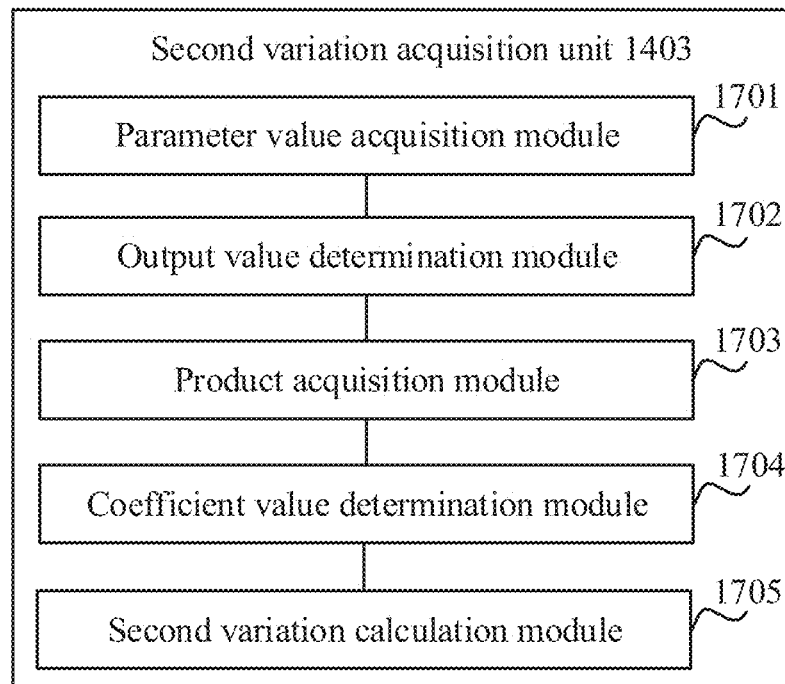 Second variation acquisition unit 1403
1701
Parameter value acquisition module
1702
Output value determination module
1703
Product acquisition module
1704
Coefficient value determination module
1705
Second variation calculation module